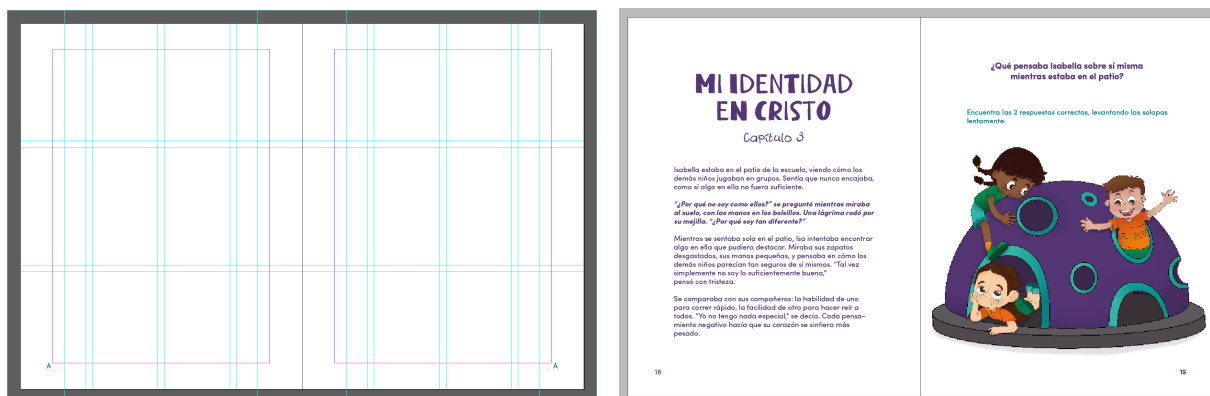 A
A
MI IDENTIDAD
EN CRISTO
Capítulo 3
Isabella estaba en el patio de la escuela, viendo cómo los
demás niños jugaban en grupos. Sentía que nunca encajaba,
como si algo en ella no fuera suficiente.
“¿Por qué no soy como ellos?” se preguntó mientras miraba
al suelo, con las manos en los bolsillos. Una lágrima rodó por
su mejilla. “¿Por qué soy tan diferente?”
Mientras se sentaba sola en el patio, Isa intentaba encontrar
algo en ella que pudiera destacar. Miraba sus zapatos
desgastados, sus manos pequeñas, y pensaba en cómo los
demás niños parecían tan seguros de sí mismos. “Tal vez
simplemente no soy lo suficientemente buena,”
pensó con tristeza.
Se comparaba con sus compañeros: la habilidad de uno
para correr rápido, la facilidad de otro para hacer reír a
todos. “Yo no tengo nada especial,” se decía. Cada pensa-
miento negativo hacía que su corazón se sintiera más
pesado.
18
¿Qué pensaba Isabella sobre sí misma
mientras estaba en el patio?
Encuentra las 2 respuestas correctas, levantando las solapas
lentamente.
19